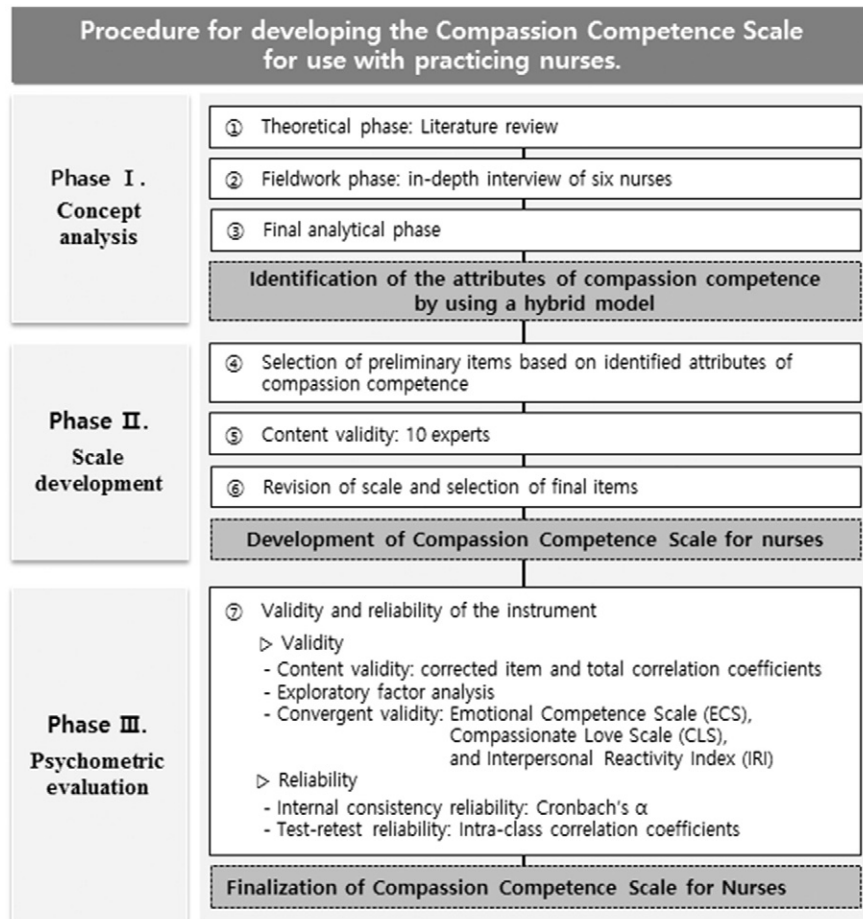 Procedure for developing the Compassion Competence Scale
for use with practicing nurses.
Phase Ⅰ.
Concept
analysis
① Theoretical phase: Literature review
② Fieldwork phase: in-depth interview of six nurses
③ Final analytical phase
Identification of the attributes of compassion competence
by using a hybrid model
Phase Ⅱ.
Scale
development
④ Selection of preliminary items based on identified attributes of
compassion competence
⑤ Content validity: 10 experts
⑥ Revision of scale and selection of final items
Development of Compassion Competence Scale for nurses
Phase Ⅲ.
Psychometric
evaluation
⑦ Validity and reliability of the instrument
▷ Validity
- Content validity: corrected item and total correlation coefficients
- Exploratory factor analysis
- Convergent validity: Emotional Competence Scale (ECS),
Compassionate Love Scale (CLS),
and Interpersonal Reactivity Index (IRI)
▷ Reliability
- Internal consistency reliability: Cronbach's α
- Test-retest reliability: Intra-class correlation coefficients
Finalization of Compassion Competence Scale for Nurses